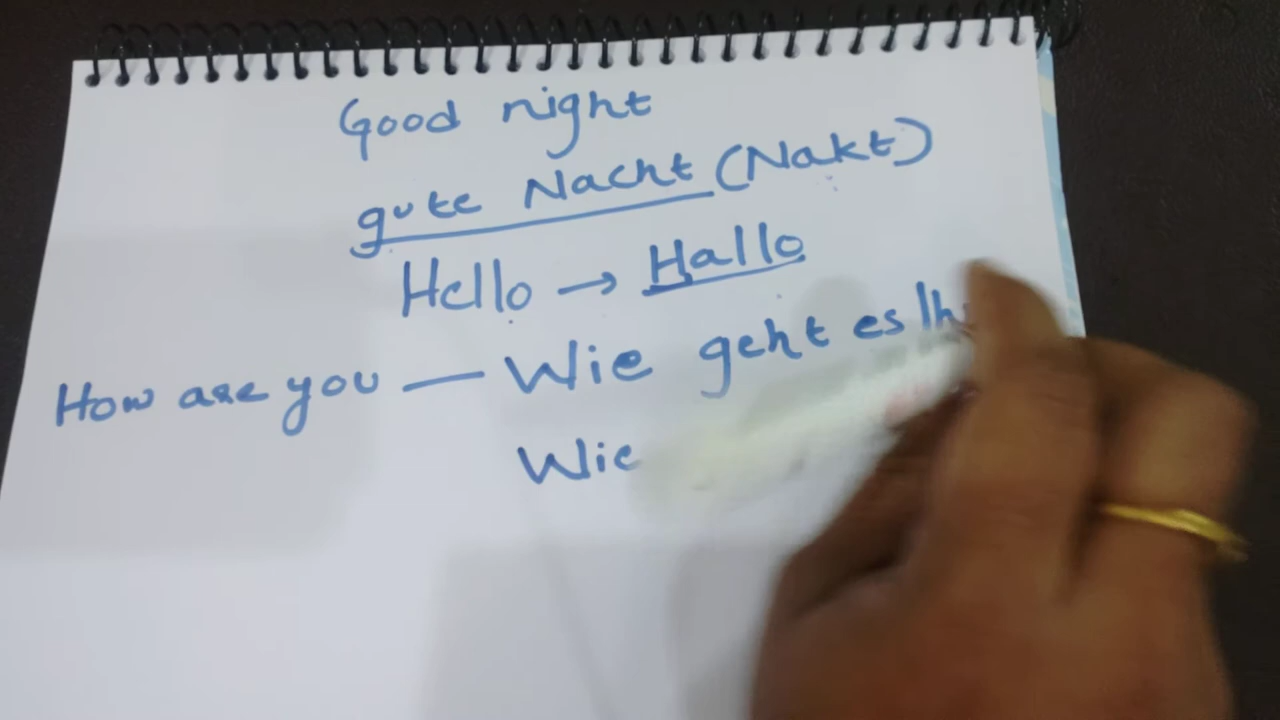 Good night
gute Nacht (Nakt)
Hello → Hallo
How are you — Wie geht es
Wie